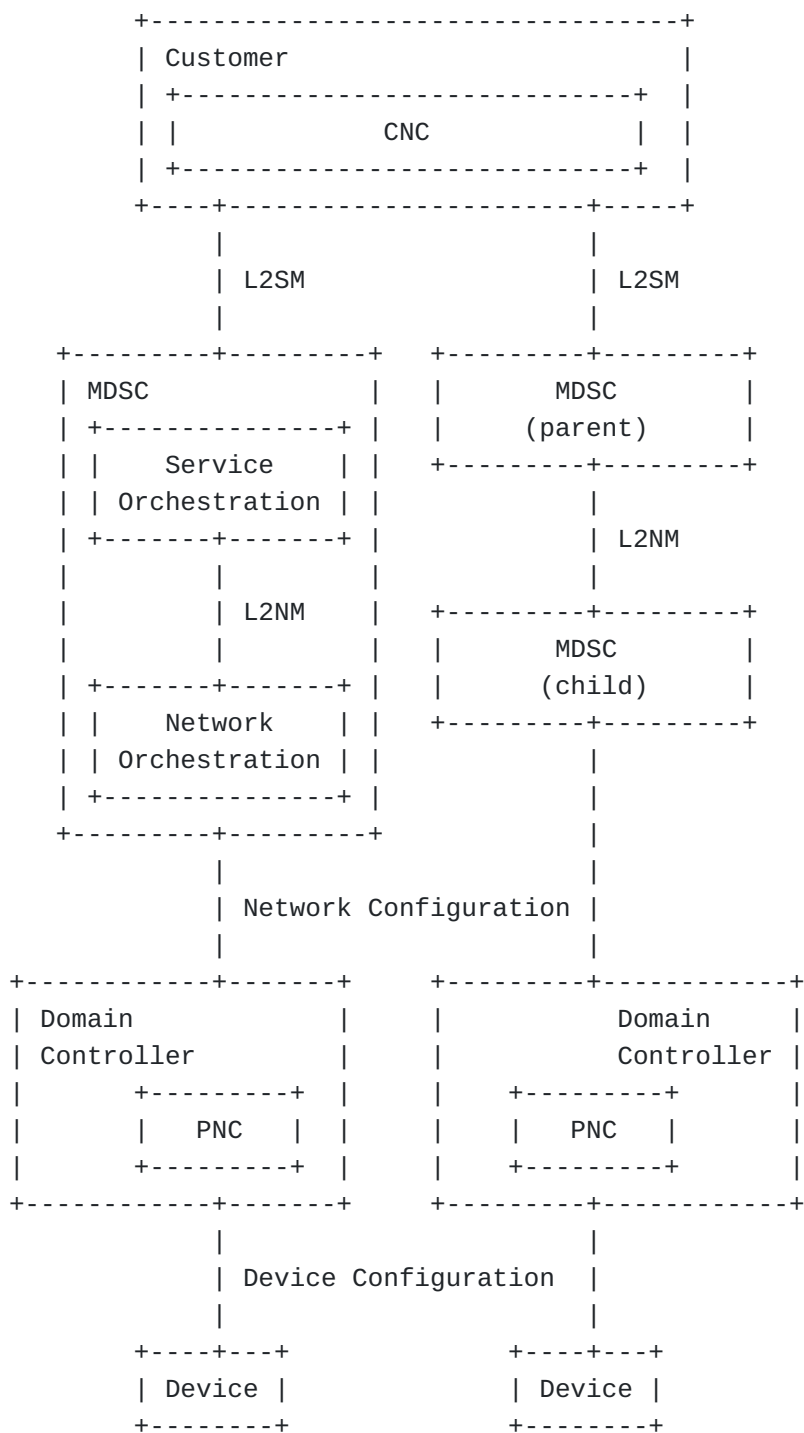 Customer
CNC
L2SM L2SM
MDSC MDSC
(parent)
Service
Orchestration
L2NM
L2NM
MDSC
(child)
Network
Orchestration
Network Configuration
Domain Domain
Controller Controller
PNC PNC
Device Configuration
Device Device